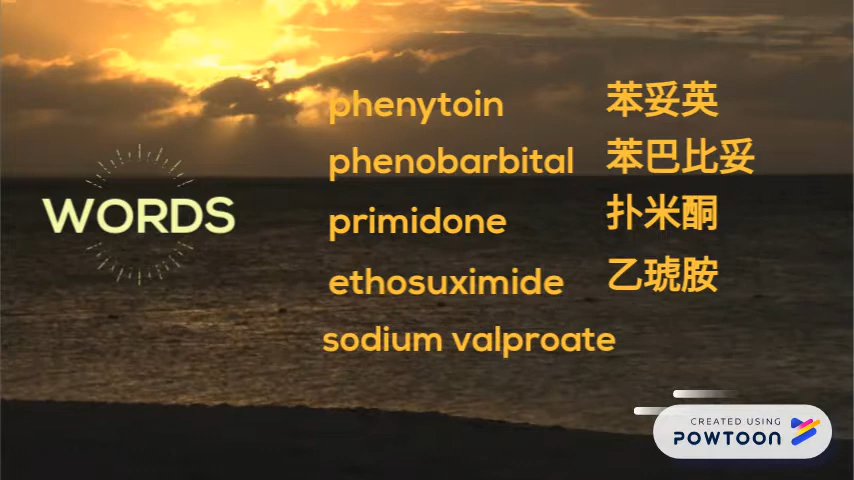 phenytoin 苯妥英
phenobarbital 苯巴比妥
WORDS
primidone 扑米酮
ethosuximide 乙琥胺
sodium valproate
CREATED USING
POWTOON